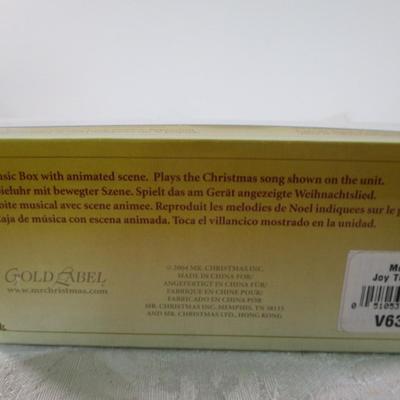 usic Box with animated scene. Plays the Christmas song shown on the unit.
pieluhr mit bewegter Szene. Spielt das am Gerät angezeigte Weihnachtslied.
oite musical avec scene animee. Reproduit les melodies de Noel indiquees sur le p
Caja de música con escena animada. Toca el villancico mostrado en la unidad.
GOLD LABEL
www.mrchristmas.com
© 2004 MR. CHRISTMAS INC.
MADE IN CHINA FOR/
ANGEFERTIGT IN CHINA FÜR/
FABRIQUE EN CHINE POUR/
FABRICADO EN CHINA POR
MR. CHRISTMAS INC., MEMPHIS, TN 38115
AND MR. CHRISTMAS LTD., HONG KONG
Joy T
0 51053
V63